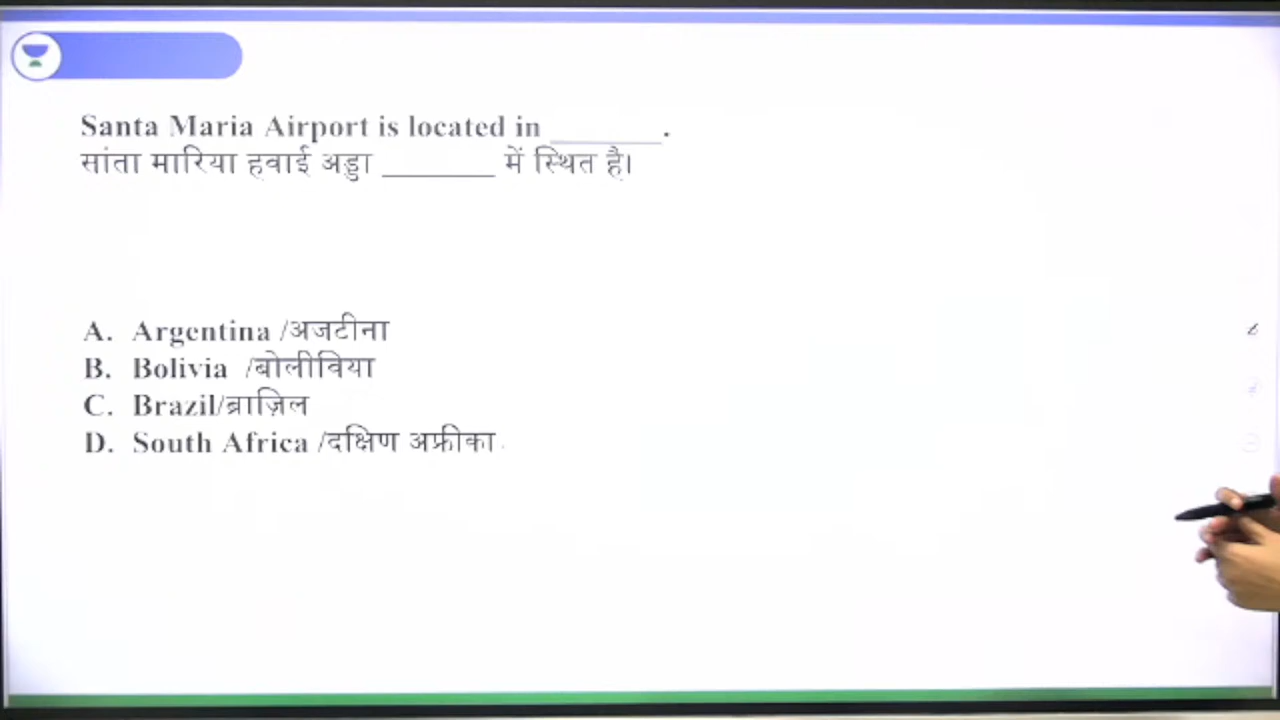 Santa Maria Airport is located in ________.
सांता मारिया हवाई अड्डा ________ में स्थित है।
A. Argentina /अजटीना
B. Bolivia /बोलीविया
C. Brazil/ब्राज़िल
D. South Africa /दक्षिण अफ्रीका